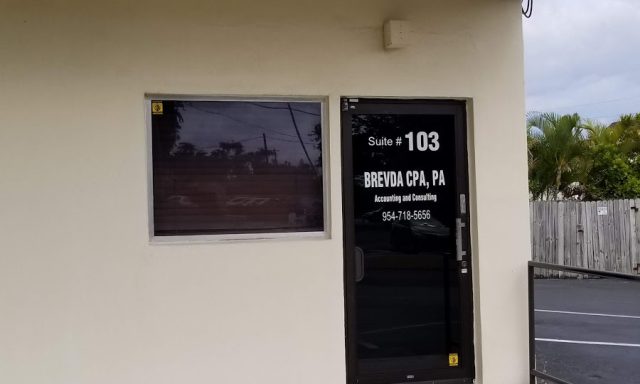 Suite # 103
BREVDA CPA, PA
Accounting and Consulting
954-718-5656